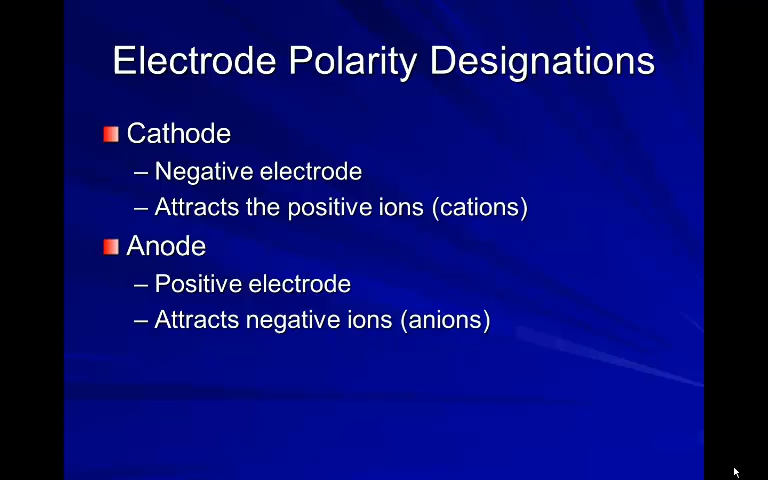 Electrode Polarity Designations
Cathode
– Negative electrode
– Attracts the positive ions (cations)
Anode
– Positive electrode
– Attracts negative ions (anions)